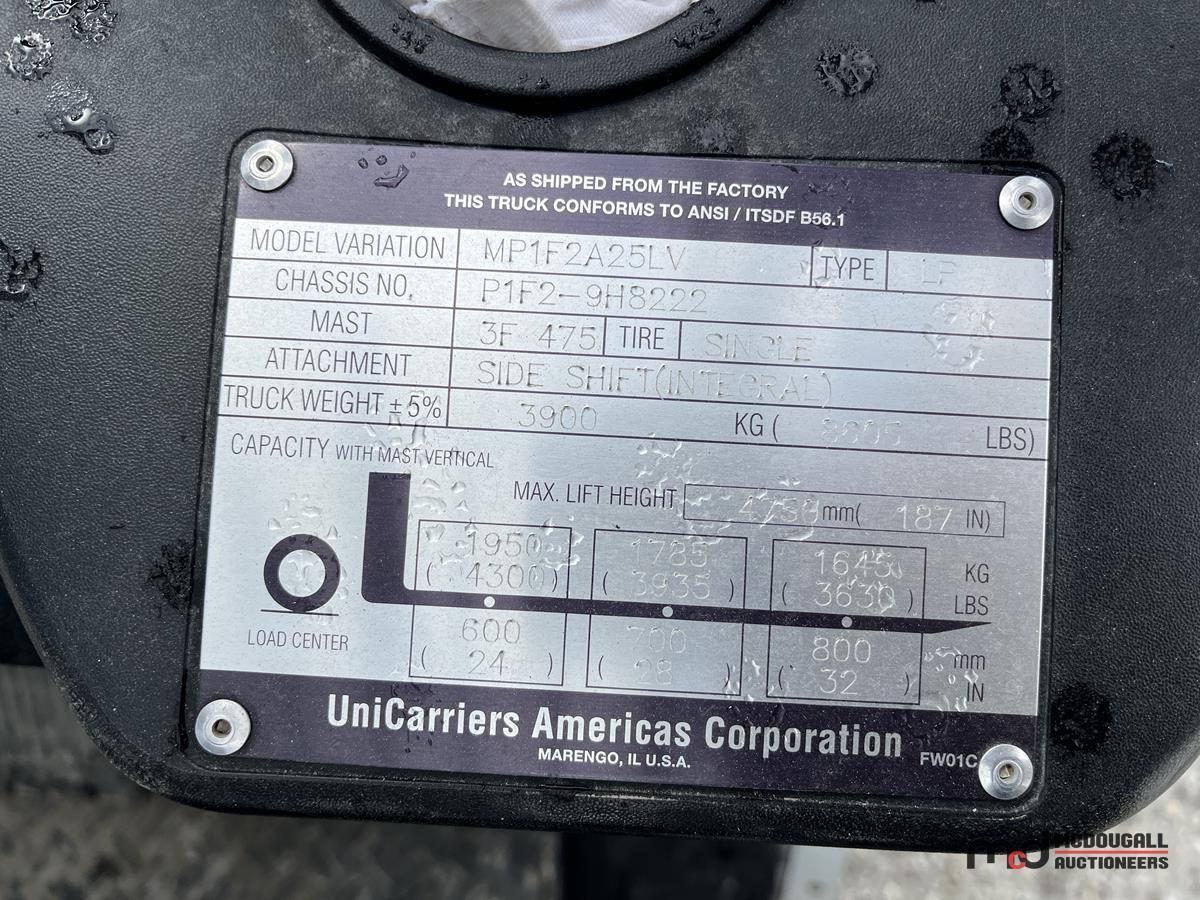 AS SHIPPED FROM THE FACTORY
THIS TRUCK CONFORMS TO ANSI / ITSDF B56.1
MODEL VARIATION MP1F2A25LV TYPE LP
CHASSIS NO. P1F2-9H8222
MAST 3F 475 TIRE SINGLE
ATTACHMENT SIDE SHIFT(INTEGRAL)
TRUCK WEIGHT ±5% 3900 KG ( 8605 LBS)
CAPACITY WITH MAST VERTICAL
MAX. LIFT HEIGHT 4750 mm( 187 IN)
1950 1785 1645 KG
( 4300 ) ( 3935 ) ( 3630 ) LBS
LOAD CENTER
600 700 800 mm
( 24 ) ( 28 ) ( 32 ) IN
UniCarriers Americas Corporation
MARENGO, IL U.S.A.
FW01C
mcd MCDOUGALL
AUCTIONEERS